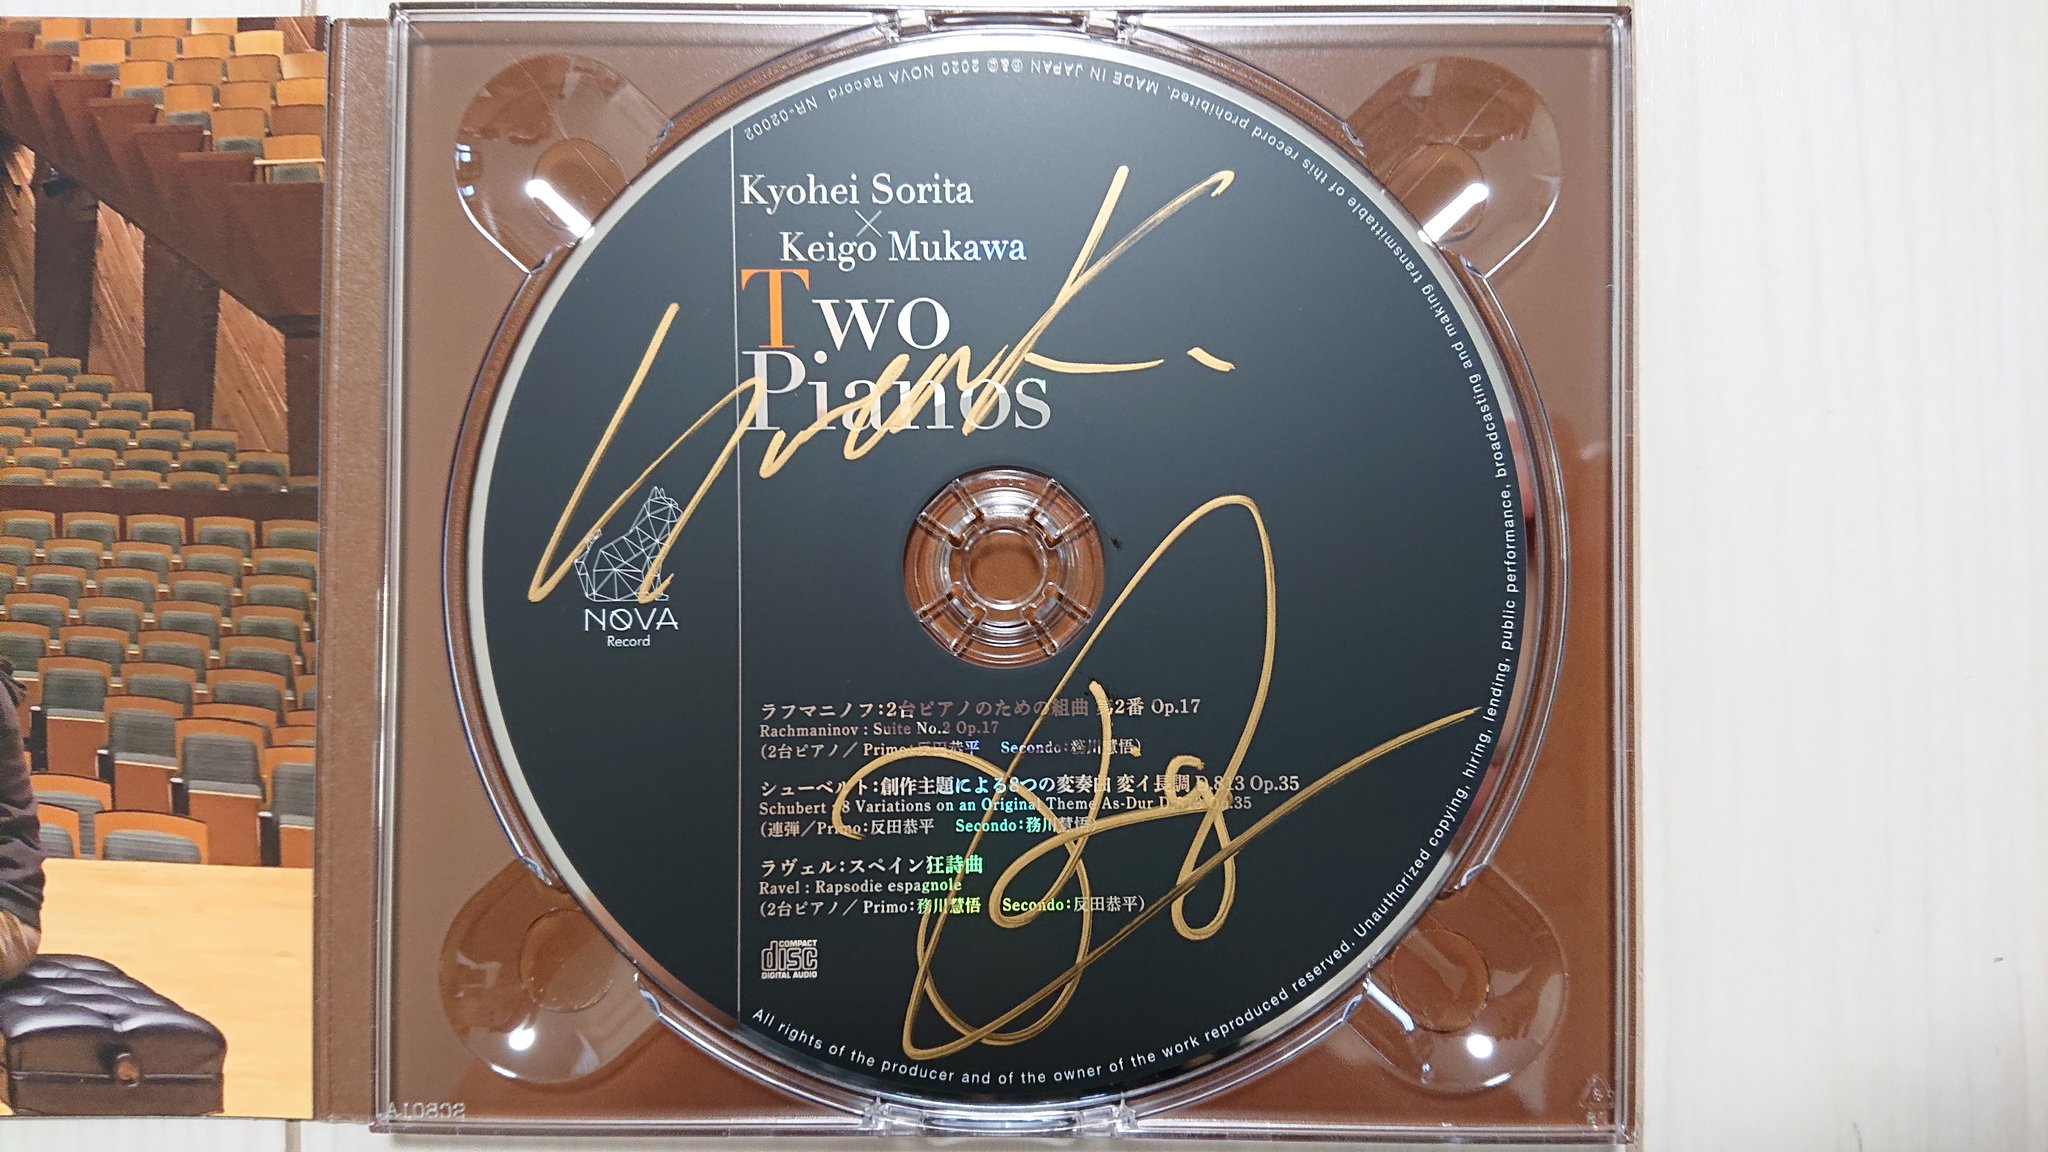 Kyohei Sorita
×
Keigo Mukawa
Two
Pianos
NOVA
Record
ラフマニノフ：2台ピアノのための組曲 第2番 Op.17
Rachmaninov : Suite No.2 Op.17
（2台ピアノ／Primo：反田恭平　Secondo：務川慧悟）
シューベルト：創作主題による8つの変奏曲 変イ長調 D.813 Op.35
Schubert : 8 Variations on an Original Theme As-Dur D.813 Op.35
（連弾／Primo：反田恭平　Secondo：務川慧悟）
ラヴェル：スペイン狂詩曲
Ravel : Rapsodie espagnole
（2台ピアノ／Primo：務川慧悟　Secondo：反田恭平）
COMPACT
disc
DIGITAL AUDIO
All rights of the producer and of the owner of the work reproduced reserved. Unauthorized copying, hiring, lending, public performance, broadcasting and making transmittable of this record prohibited. MADE IN JAPAN ℗&© 2020 NOVA Record NR-02002